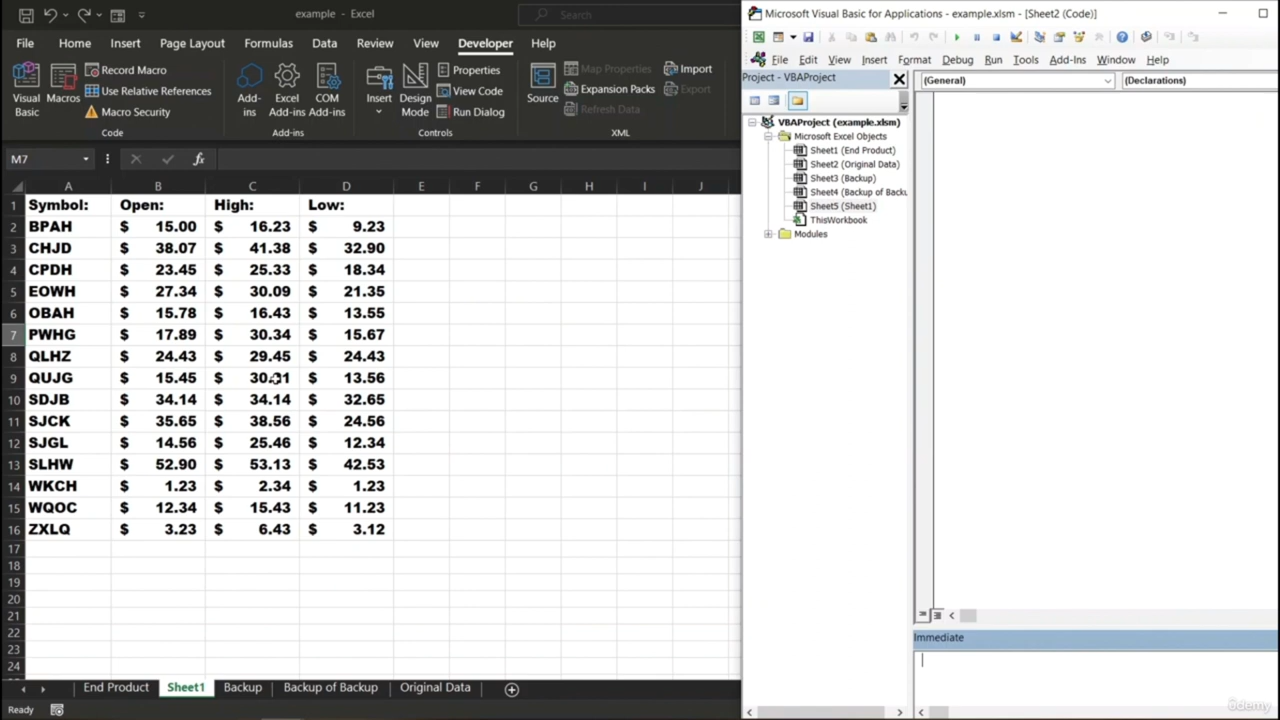 example - Excel
Search
File Home Insert Page Layout Formulas Data Review View Developer Help
Visual Basic
Macros
Record Macro
Use Relative References
Macro Security
Code
Add-ins
Excel Add-ins
COM Add-ins
Add-ins
Insert
Design Mode
Properties
View Code
Run Dialog
Controls
Source
Map Properties
Expansion Packs
Refresh Data
Import
Export
XML
M7
fx
A B C D E F G H I J
1 Symbol: Open: High: Low:
2 BPAH $ 15.00 $ 16.23 $ 9.23
3 CHJD $ 38.07 $ 41.38 $ 32.90
4 CPDH $ 23.45 $ 25.33 $ 18.34
5 EOWH $ 27.34 $ 30.09 $ 21.35
6 OBAH $ 15.78 $ 16.43 $ 13.55
7 PWHG $ 17.89 $ 30.34 $ 15.67
8 QLHZ $ 24.43 $ 29.45 $ 24.43
9 QUJG $ 15.45 $ $ 13.56
10 SDJB $ 34.14 $ 34.14 $ 32.65
11 SJCK $ 35.65 $ 38.56 $ 24.56
12 SJGL $ 14.56 $ 25.46 $ 12.34
13 SLHW $ 52.90 $ 53.13 $ 42.53
14 WKCH $ 1.23 $ 2.34 $ 1.23
15 WQOC $ 12.34 $ 15.43 $ 11.23
16 ZXLQ $ 3.23 $ 6.43 $ 3.12
17
18
19
20
21
22
23
24
End Product Sheet1 Backup Backup of Backup Original Data
Ready
Microsoft Visual Basic for Applications - example.xlsm - [Sheet2 (Code)]
File Edit View Insert Format Debug Run Tools Add-Ins Window Help
Project - VBAProject
VBAProject (example.xlsm)
Microsoft Excel Objects
Sheet1 (End Product)
Sheet2 (Original Data)
Sheet3 (Backup)
Sheet4 (Backup of Backu
Sheet5 (Sheet1)
ThisWorkbook
Modules
(General) (Declarations)
Immediate
ûdemy